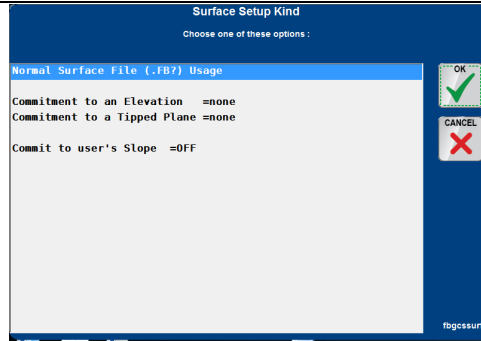 Surface Setup Kind
Choose one of these options :
Normal Surface File (.FB?) Usage
Commitment to an Elevation   =none
Commitment to a Tipped Plane =none
Commit to user's Slope  =OFF
OK
CANCEL
fbgcssur